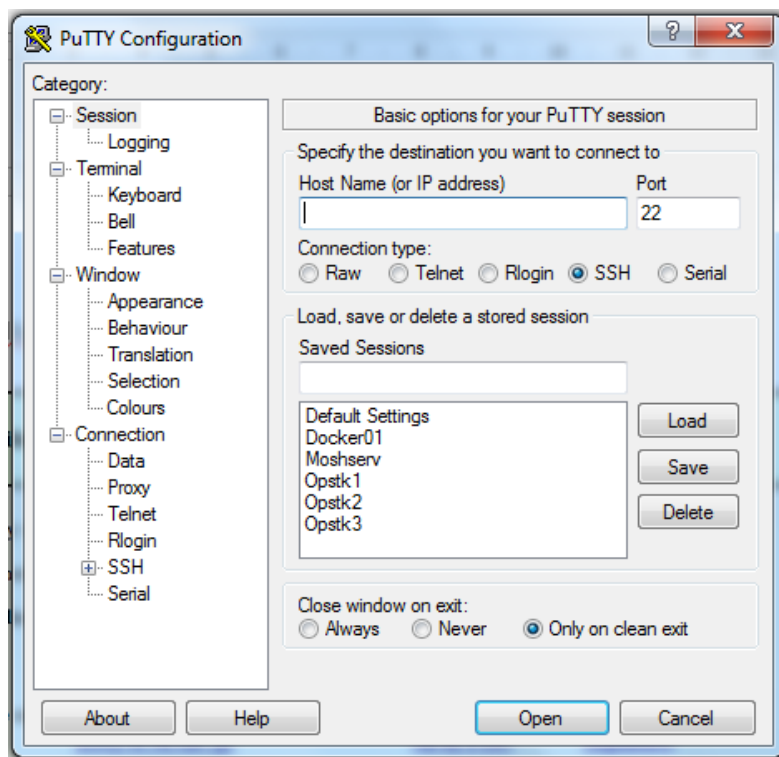 PuTTY Configuration
Category:
Session
Logging
Terminal
Keyboard
Bell
Features
Window
Appearance
Behaviour
Translation
Selection
Colours
Connection
Data
Proxy
Telnet
Rlogin
SSH
Serial
Basic options for your PuTTY session
Specify the destination you want to connect to
Host Name (or IP address) Port
22
Connection type:
Raw Telnet Rlogin SSH Serial
Load, save or delete a stored session
Saved Sessions
Default Settings
Docker01
Moshserv
Opstk1
Opstk2
Opstk3
Load
Save
Delete
Close window on exit:
Always Never Only on clean exit
About Help Open Cancel